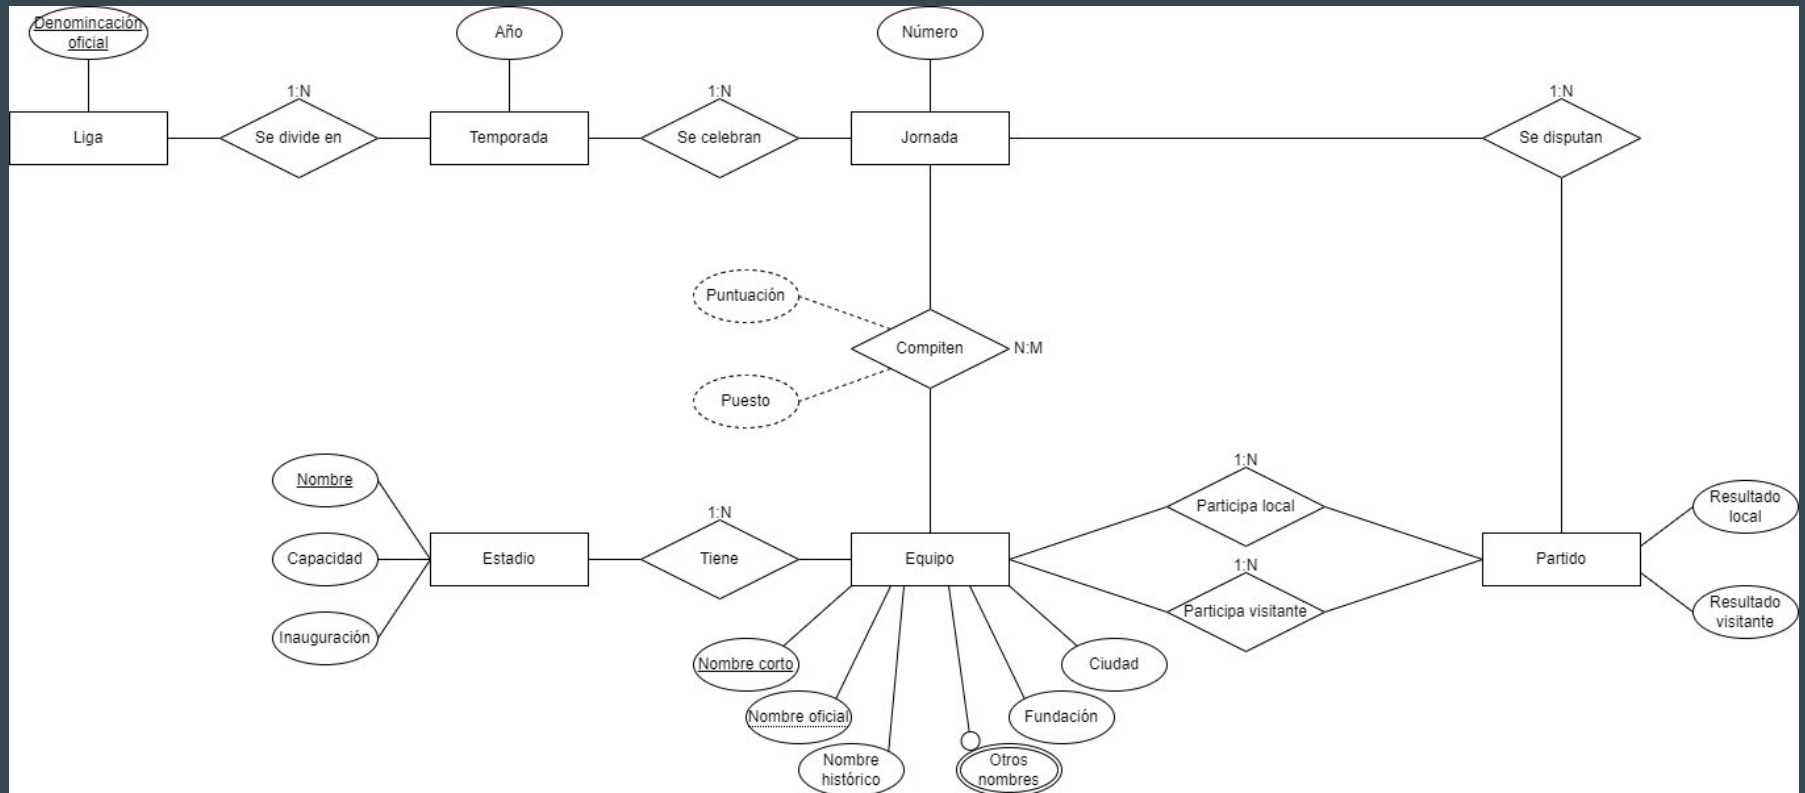 Denomincación
oficial
Año
Número
1:N
1:N
1:N
Liga
Se divide en
Temporada
Se celebran
Jornada
Se disputan
Puntuación
Compiten
N:M
Puesto
Nombre
1:N
Participa local
Resultado
local
1:N
Capacidad
Estadio
Tiene
Equipo
Partido
1:N
Participa visitante
Resultado
visitante
Inauguración
Nombre corto
Ciudad
Nombre oficial
Fundación
Nombre
histórico
Otros
nombres